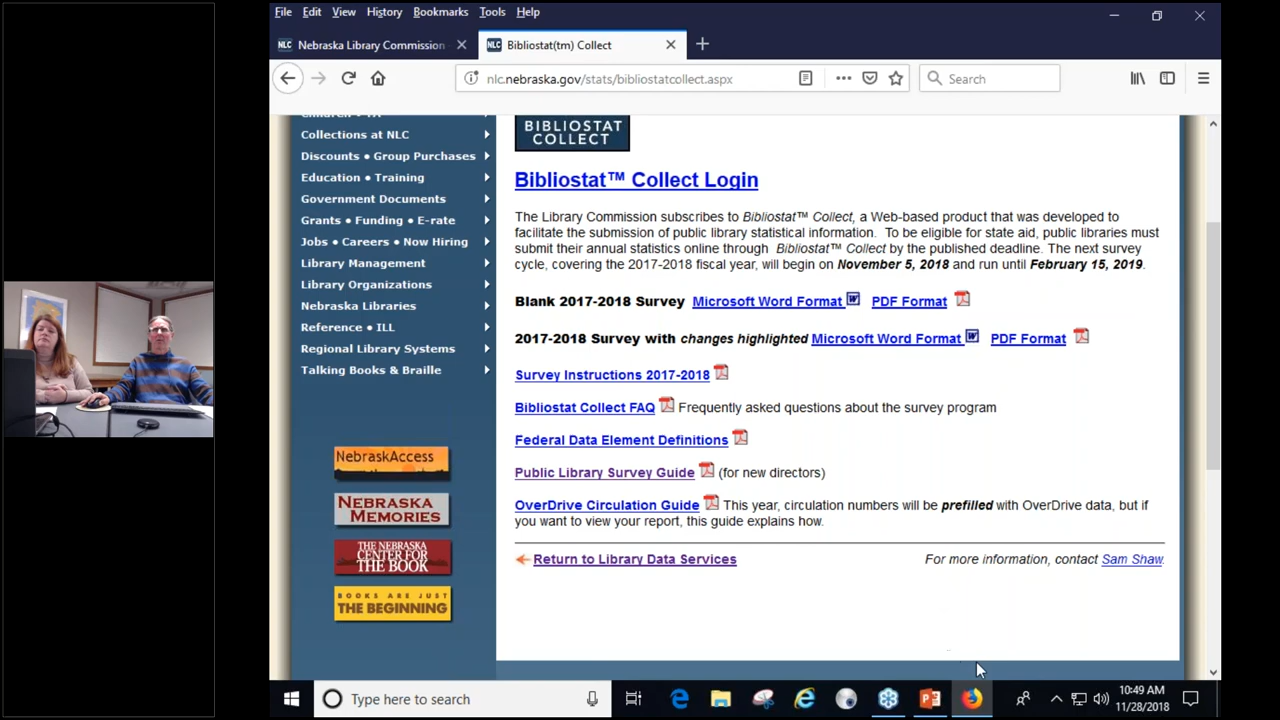 File Edit View History Bookmarks Tools Help
NLC Nebraska Library Commission
NLC Bibliostat(tm) Collect
nlc.nebraska.gov/stats/bibliostatcollect.aspx
Search
Collections at NLC
Discounts • Group Purchases
Education • Training
Government Documents
Grants • Funding • E-rate
Jobs • Careers • Now Hiring
Library Management
Library Organizations
Nebraska Libraries
Reference • ILL
Regional Library Systems
Talking Books & Braille
NebraskAccess
NEBRASKA
MEMORIES
THE NEBRASKA
CENTER FOR
THE BOOK
BOOKS ARE JUST
THE BEGINNING
BIBLIOSTAT
COLLECT
Bibliostat™ Collect Login
The Library Commission subscribes to Bibliostat™ Collect, a Web-based product that was developed to
facilitate the submission of public library statistical information. To be eligible for state aid, public libraries must
submit their annual statistics online through Bibliostat™ Collect by the published deadline. The next survey
cycle, covering the 2017-2018 fiscal year, will begin on November 5, 2018 and run until February 15, 2019.
Blank 2017-2018 Survey Microsoft Word Format PDF Format
2017-2018 Survey with changes highlighted Microsoft Word Format PDF Format
Survey Instructions 2017-2018
Bibliostat Collect FAQ Frequently asked questions about the survey program
Federal Data Element Definitions
Public Library Survey Guide (for new directors)
OverDrive Circulation Guide This year, circulation numbers will be prefilled with OverDrive data, but if
you want to view your report, this guide explains how.
Return to Library Data Services
For more information, contact Sam Shaw.
Type here to search
10:49 AM
11/28/2018